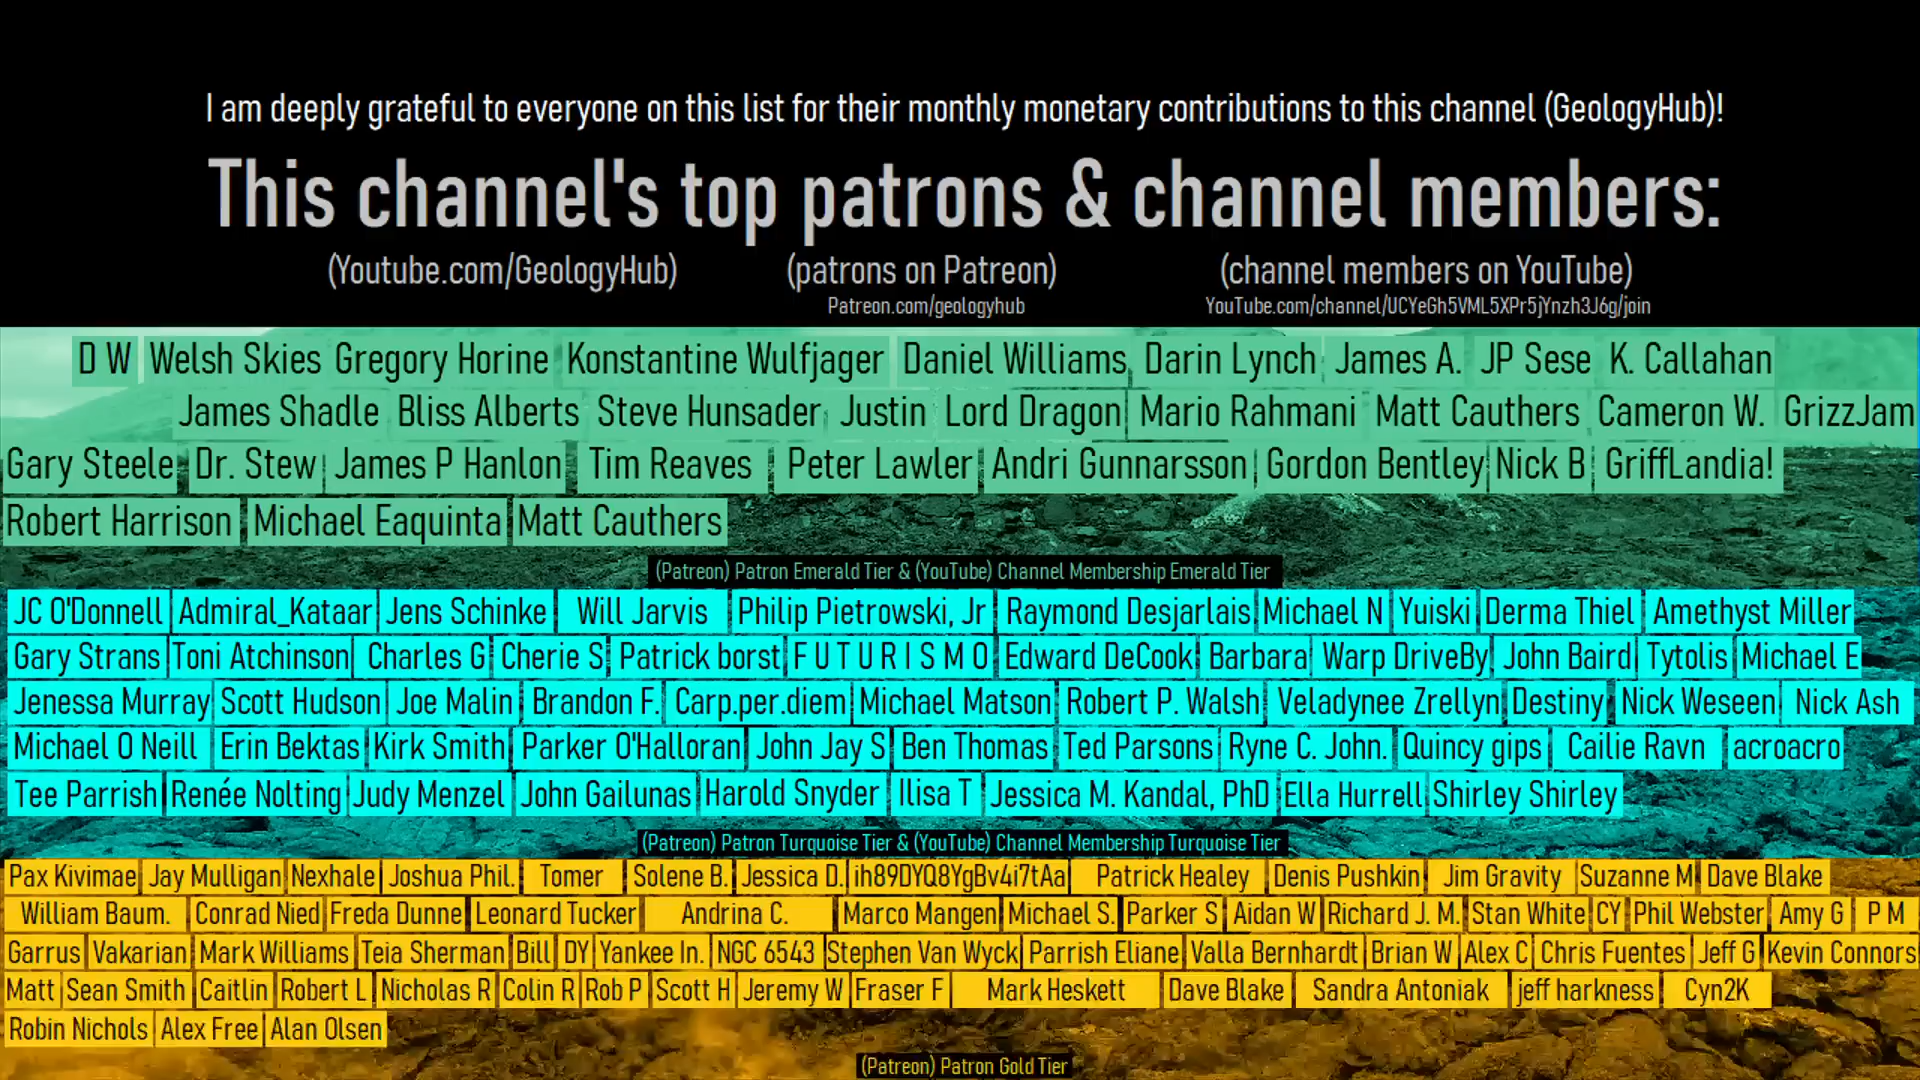 I am deeply grateful to everyone on this list for their monthly monetary contributions to this channel (GeologyHub)!
This channel's top patrons & channel members:
(Youtube.com/GeologyHub) (patrons on Patreon) (channel members on YouTube)
Patreon.com/geologyhub YouTube.com/channel/UCYeGh5VML5XPr5jYnzh3J6g/join
D W Welsh Skies Gregory Horine Konstantine Wulfjager Daniel Williams Darin Lynch James A. JP Sese K. Callahan
James Shadle Bliss Alberts Steve Hunsader Justin Lord Dragon Mario Rahmani Matt Cauthers Cameron W. GrizzJam
Gary Steele Dr. Stew James P Hanlon Tim Reaves Peter Lawler Andri Gunnarsson Gordon Bentley Nick B GriffLandia!
Robert Harrison Michael Eaquinta Matt Cauthers
(Patreon) Patron Emerald Tier & (YouTube) Channel Membership Emerald Tier
JC O'Donnell Admiral_Kataar Jens Schinke Will Jarvis Philip Pietrowski, Jr Raymond Desjarlais Michael N Yuiski Derma Thiel Amethyst Miller
Gary Strans Toni Atchinson Charles G Cherie S Patrick borst F U T U R I S M O Edward DeCook Barbara Warp DriveBy John Baird Tytolis Michael E
Jenessa Murray Scott Hudson Joe Malin Brandon F. Carp.per.diem Michael Matson Robert P. Walsh Veladynee Zrellyn Destiny Nick Weseen Nick Ash
Michael O Neill Erin Bektas Kirk Smith Parker O'Halloran John Jay S Ben Thomas Ted Parsons Ryne C. John. Quincy gips Cailie Ravn acroacro
Tee Parrish Renée Nolting Judy Menzel John Gailunas Harold Snyder Ilisa T Jessica M. Kandal, PhD Ella Hurrell Shirley Shirley
(Patreon) Patron Turquoise Tier & (YouTube) Channel Membership Turquoise Tier
Pax Kivimae Jay Mulligan Nexhale Joshua Phil. Tomer Solene B. Jessica D. ih89DYQ8YgBv4i7tAa Patrick Healey Denis Pushkin Jim Gravity Suzanne M Dave Blake
William Baum. Conrad Nied Freda Dunne Leonard Tucker Andrina C. Marco Mangen Michael S. Parker S Aidan W Richard J. M. Stan White CY Phil Webster Amy G P M
Garrus Vakarian Mark Williams Teia Sherman Bill DY Yankee In. NGC 6543 Stephen Van Wyck Parrish Eliane Valla Bernhardt Brian W Alex C Chris Fuentes Jeff G Kevin Connors
Matt Sean Smith Caitlin Robert L Nicholas R Colin R Rob P Scott H Jeremy W Fraser F Mark Heskett Dave Blake Sandra Antoniak jeff harkness Cyn2K
Robin Nichols Alex Free Alan Olsen
(Patreon) Patron Gold Tier